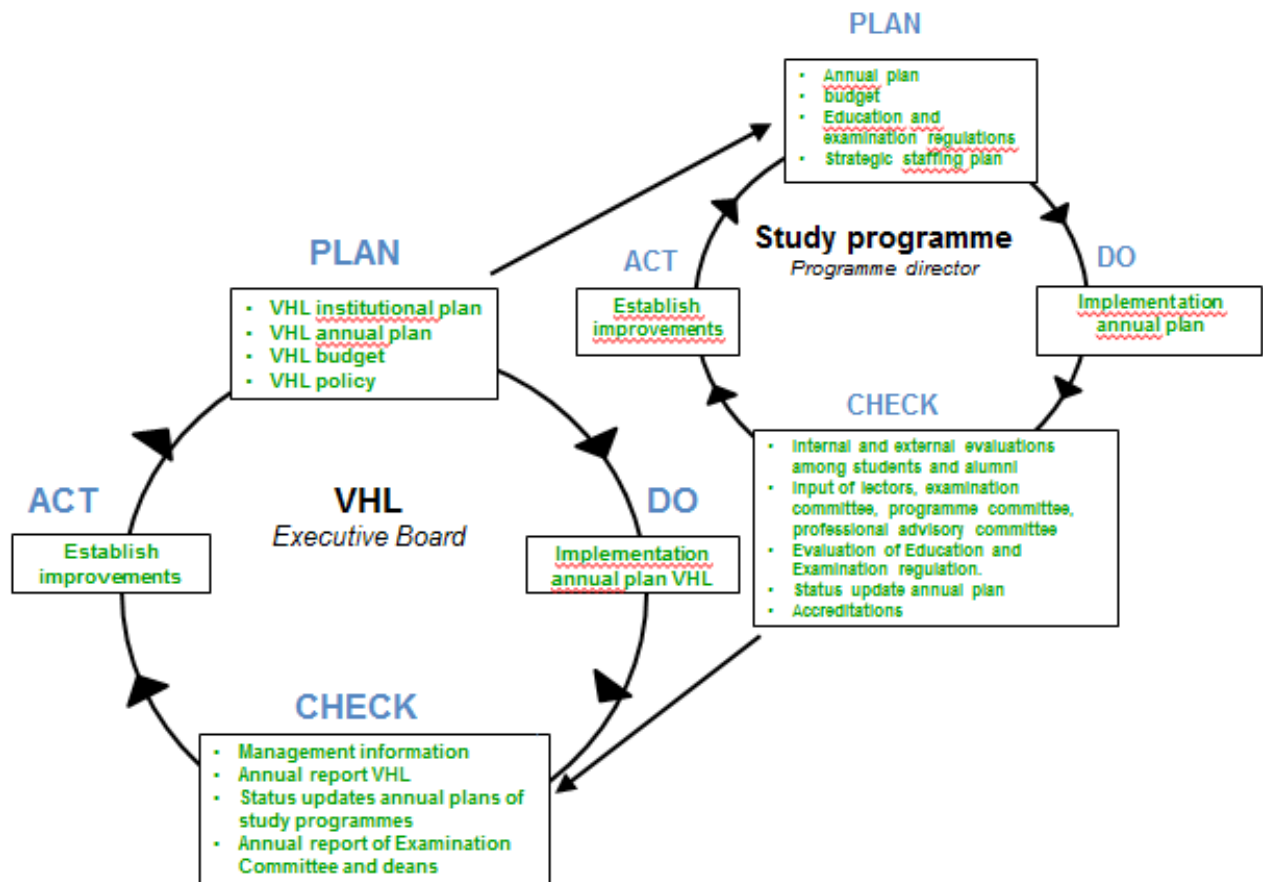 PLAN
• Annual plan
• budget
• Education and
examination regulations
• Strategic staffing plan
Study programme
Programme director
ACT
Establish
improvements
DO
Implementation
annual plan
CHECK
• Internal and external evaluations
among students and alumni
• Input of lectors, examination
committee, programme committee,
professional advisory committee
• Evaluation of Education and
Examination regulation.
• Status update annual plan
• Accreditations
PLAN
• VHL institutional plan
• VHL annual plan
• VHL budget
• VHL policy
ACT
Establish
improvements
VHL
Executive Board
DO
Implementation
annual plan VHL
CHECK
• Management information
• Annual report VHL
• Status updates annual plans of
study programmes
• Annual report of Examination
Committee and deans